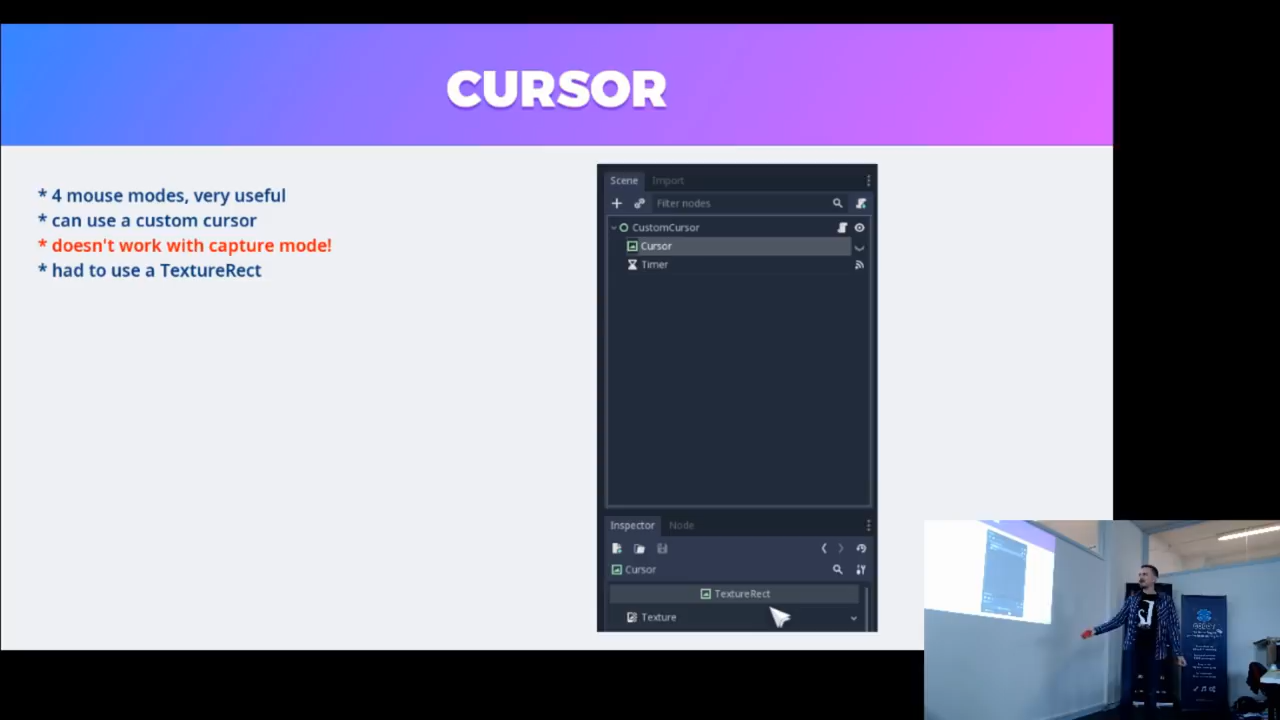 CURSOR
* 4 mouse modes, very useful
* can use a custom cursor
* doesn't work with capture mode!
* had to use a TextureRect
Scene Import
Filter nodes
CustomCursor
Cursor
Timer
Inspector Node
Cursor
TextureRect
Texture